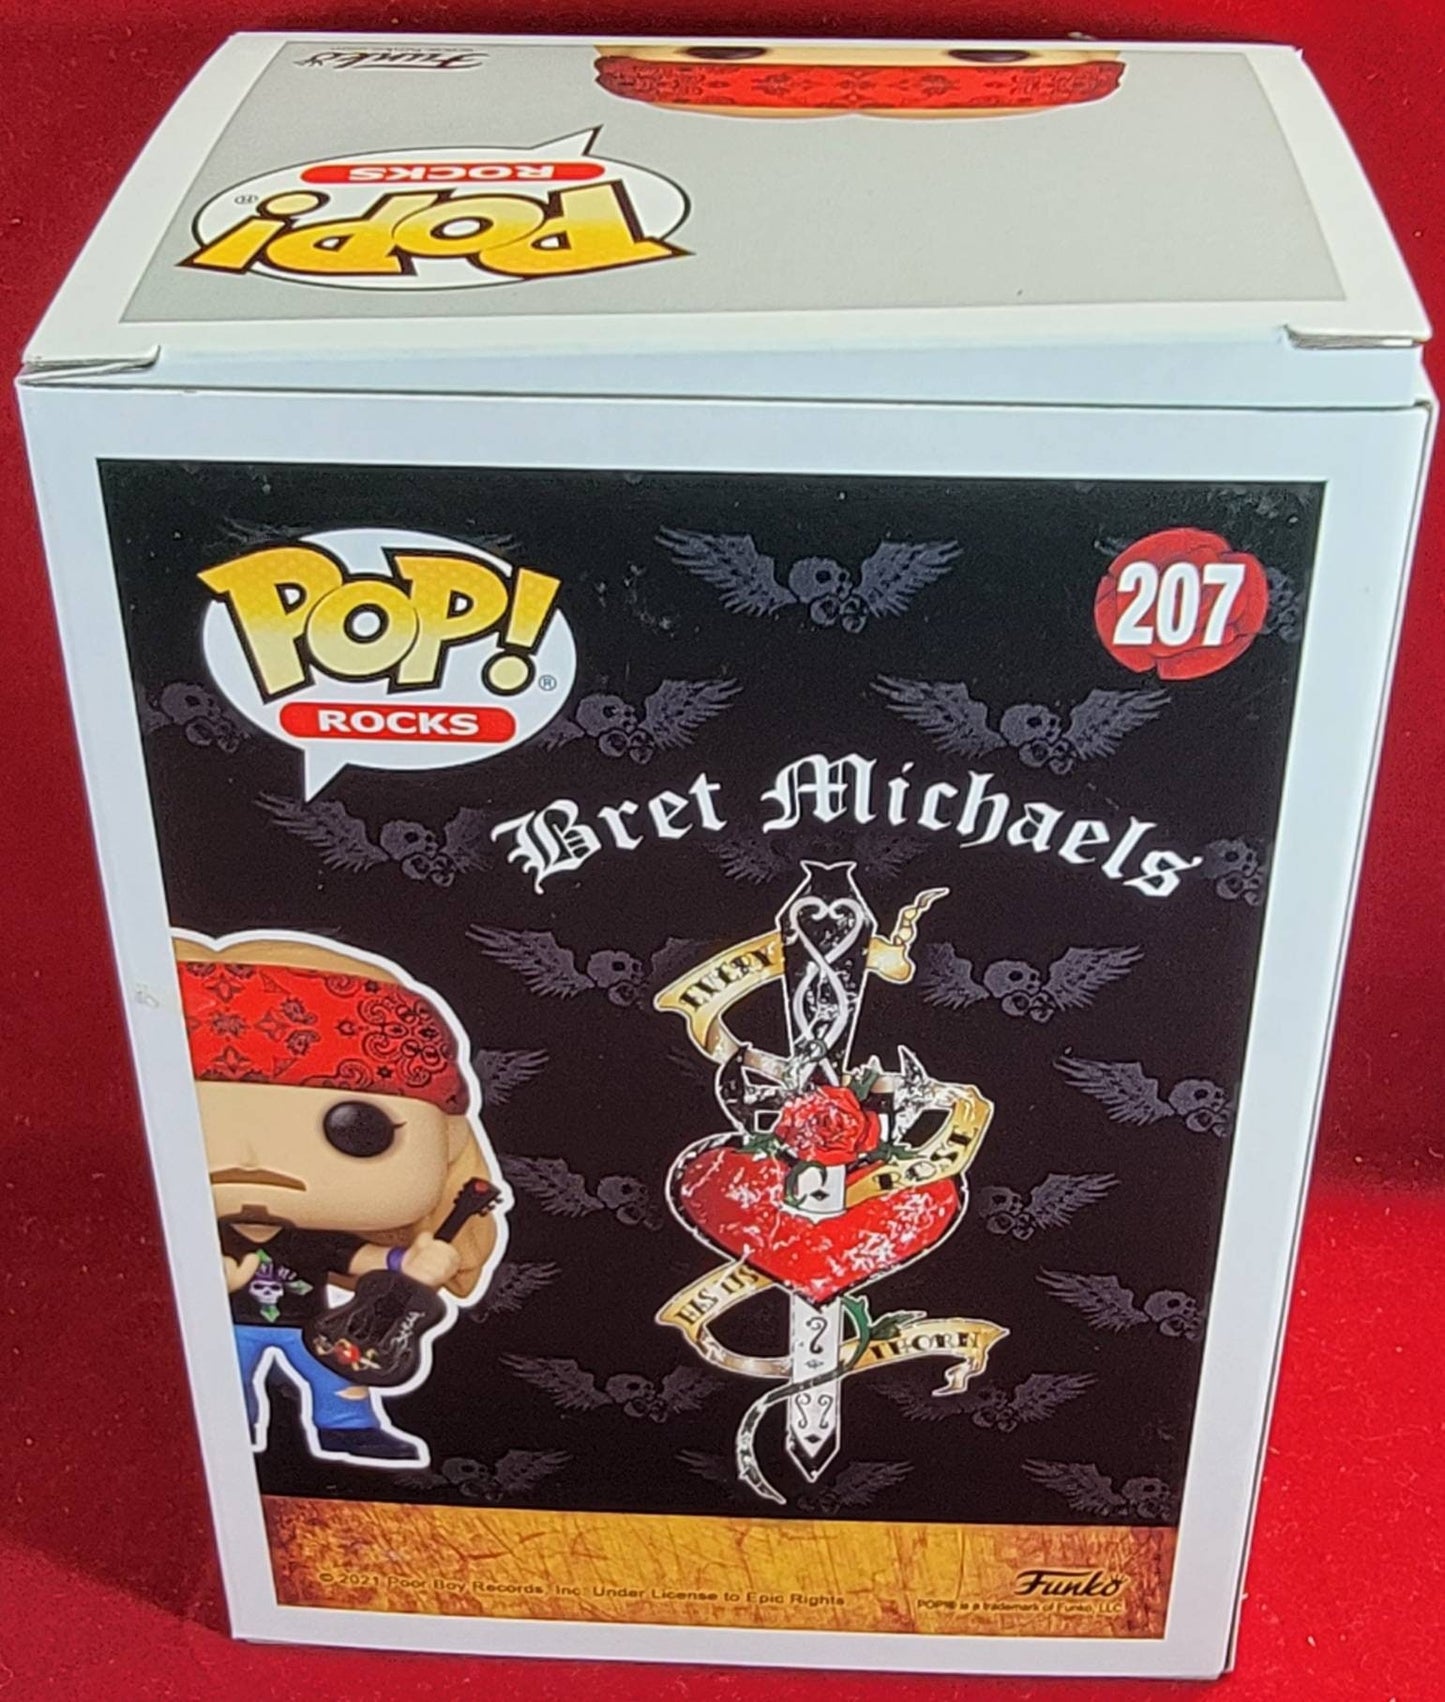 Funko
POP!®
ROCKS
POP!®
ROCKS
207
Bret Michaels
EVERY
ROSE
HAS ITS
THORN
© 2021 Poor Boy Records, Inc. Under License to Epic Rights
Funko®
POP!® is a trademark of Funko, LLC